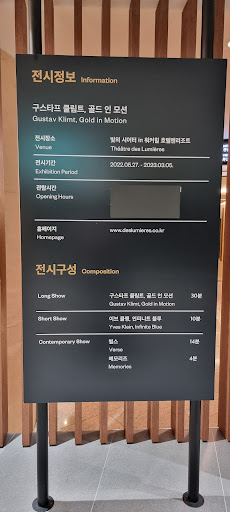 전시정보 Information
구스타프 클림트, 골드 인 모션
Gustav Klimt, Gold in Motion
전시장소 빛의 시어터 in 워커힐 호텔앤리조트
Venue Théâtre des Lumières
전시기간 2022.05.27. - 2023.03.05.
Exhibition Period
관람시간
Opening Hours
홈페이지 www.deslumieres.co.kr
Homepage
전시구성 Composition
Long Show 구스타프 클림트, 골드 인 모션 30분
Gustav Klimt, Gold in Motion
Short Show 이브 클랭, 인피니트 블루 10분
Yves Klein, Infinite Blue
Contemporary Show 벌스 14분
Verse
메모리즈 4분
Memories